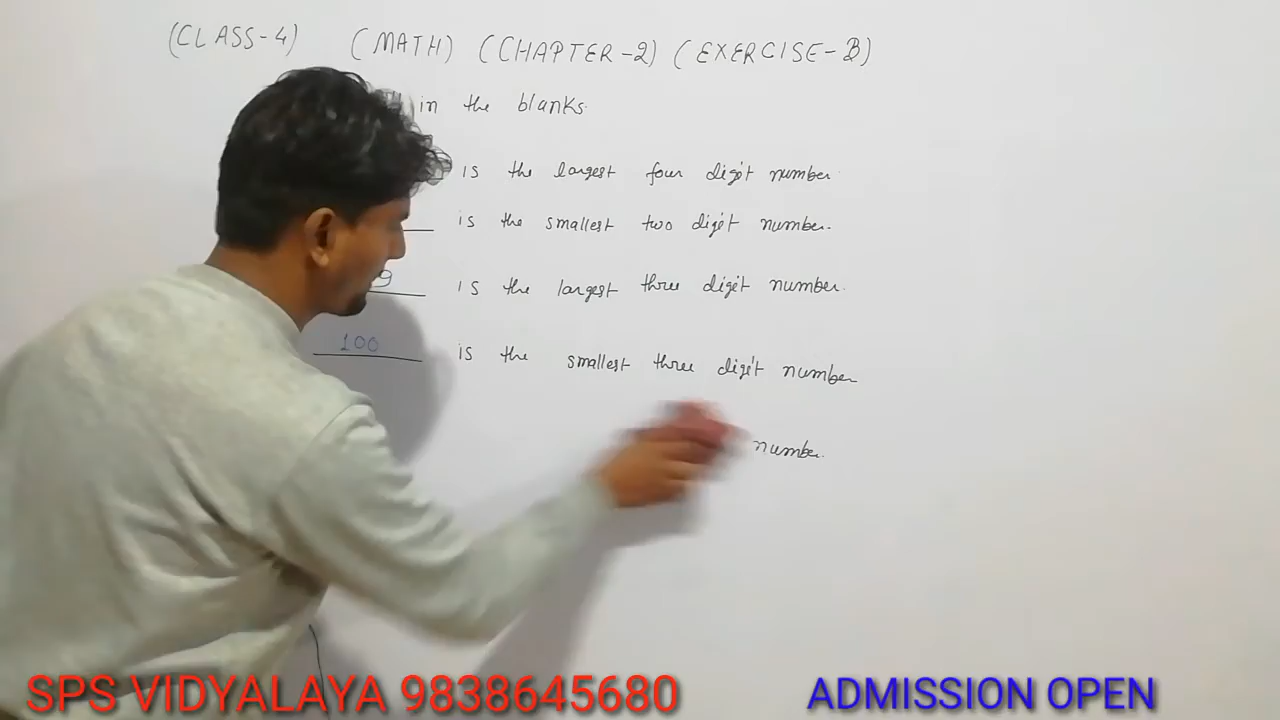 (CLASS-4) (MATH) (CHAPTER-2) (EXERCISE-B)
in the blanks.
is the largest four digit number.
is the smallest two digit number.
9 is the largest three digit number.
100 is the smallest three digit number
number.
SPS VIDYALAYA 9838645680 ADMISSION OPEN